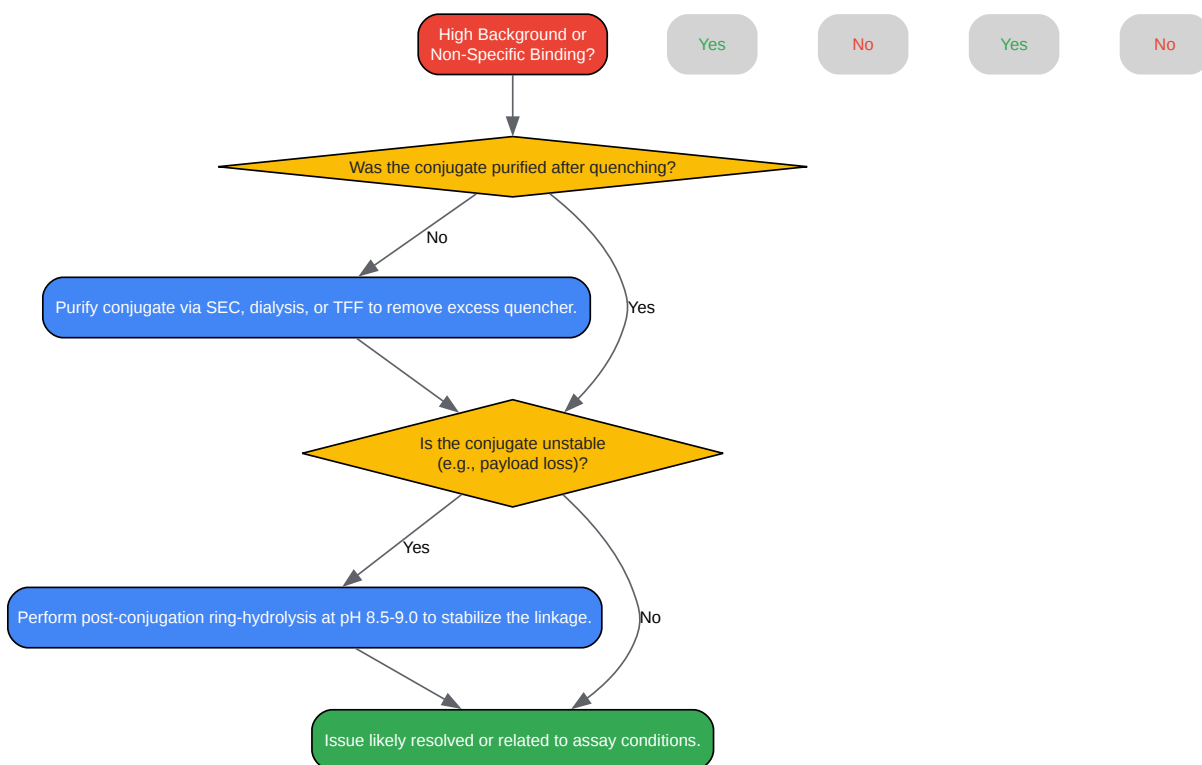 High Background or
Non-Specific Binding?
Yes
No
Yes
No
Was the conjugate purified after quenching?
No
Purify conjugate via SEC, dialysis, or TFF to remove excess quencher.
Yes
Is the conjugate unstable
(e.g., payload loss)?
Yes
Perform post-conjugation ring-hydrolysis at pH 8.5-9.0 to stabilize the linkage.
No
Issue likely resolved or related to assay conditions.